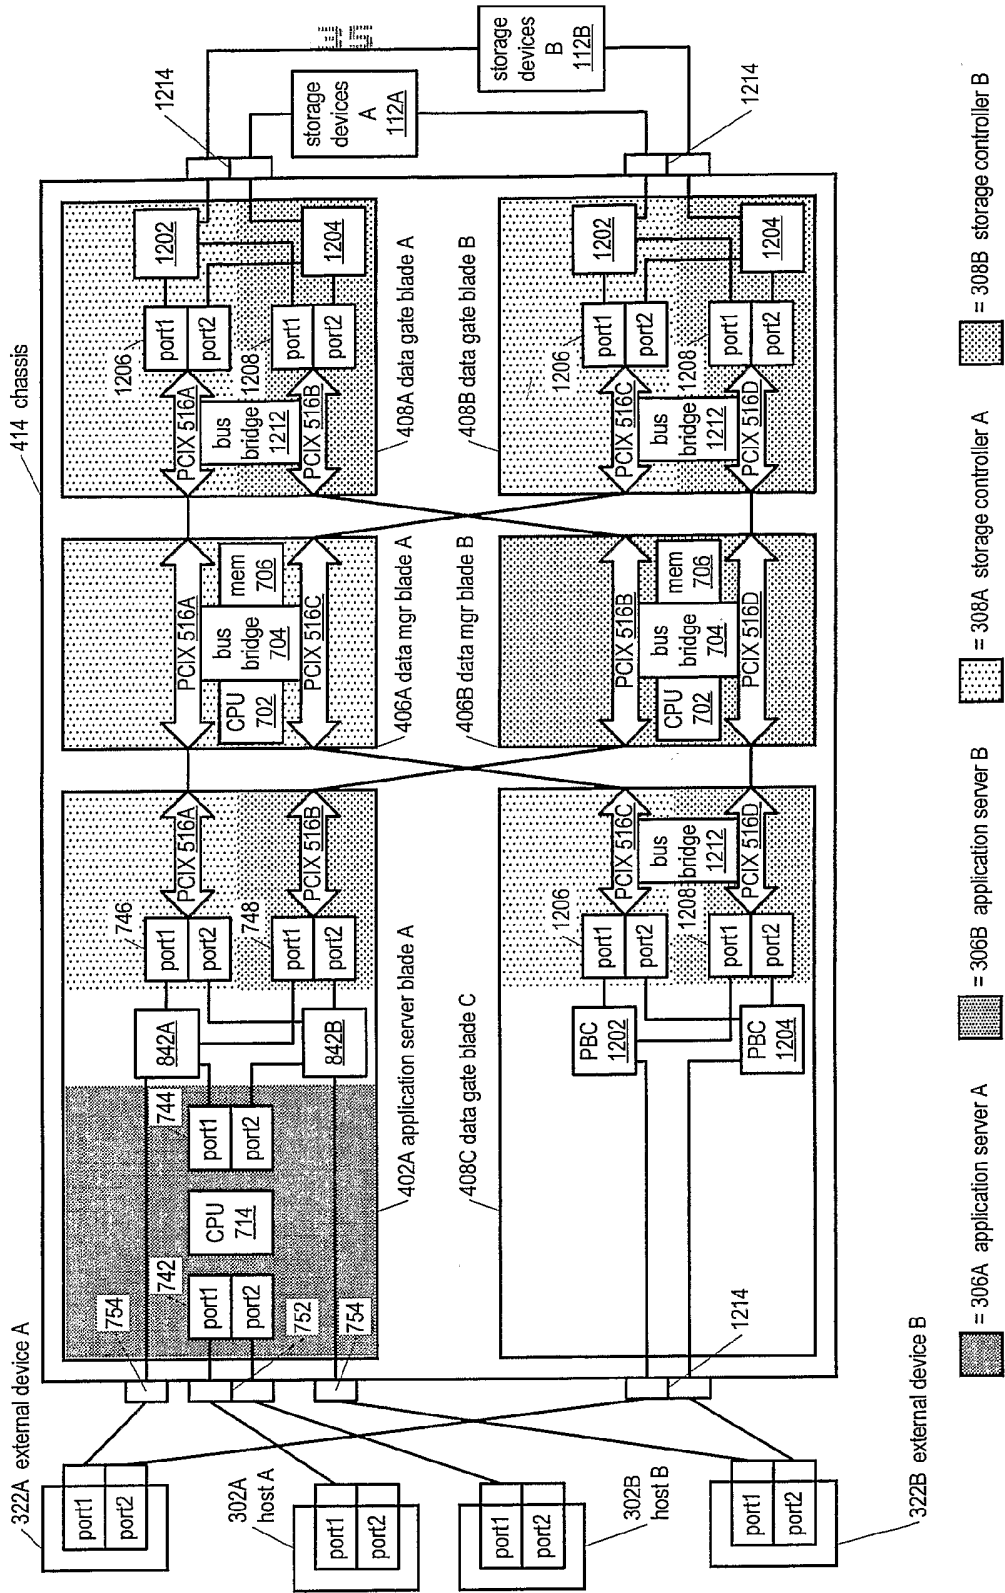 414 chassis
322A external device A
port1
port2
302A
host A
port1
port2
302B
host B
port1
port2
322B external device B
port1
port2
754
752
754
1214
742
port1
port2
CPU
714
744
port1
port2
842A
842B
746
port1
port2
748
port1
port2
PCIX 516A
PCIX 516B
402A application server blade A
408C data gate blade C
PBC
1202
PBC
1204
1206
port1
port2
1208
port1
port2
PCIX 516C
bus
bridge
1212
PCIX 516D
PCIX 516A
CPU
702
bus
bridge
704
mem
706
PCIX 516C
406A data mgr blade A
406B data mgr blade B
PCIX 516B
CPU
702
bus
bridge
704
mem
706
PCIX 516D
PCIX 516A
bus
bridge
1212
PCIX 516B
1206
port1
port2
1208
port1
port2
1202
1204
408A data gate blade A
408B data gate blade B
PCIX 516C
bus
bridge
1212
PCIX 516D
1206
port1
port2
1208
port1
port2
1202
1204
1214
1214
storage
devices
A
112A
storage
devices
B
112B
= 306A application server A
= 306B application server B
= 308A storage controller A
= 308B storage controller B